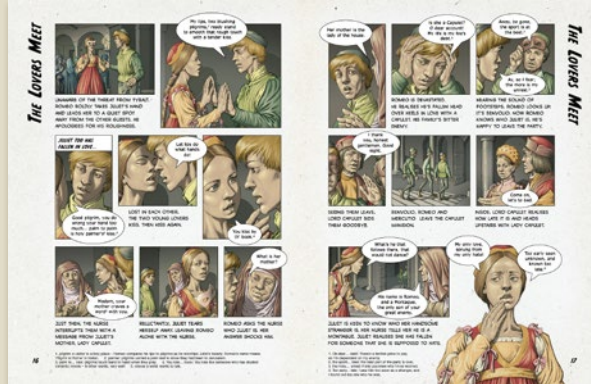 THE LOVERS MEET
My lips, two blushing
pilgrims,¹ ready stand
to smooth that rough touch
with a tender kiss.
UNAWARE OF THE THREAT FROM TYBALT,
ROMEO BOLDLY TAKES JULIET'S HAND
AND LEADS HER TO A QUIET SPOT
AWAY FROM THE OTHER GUESTS. HE
APOLOGISES FOR HIS ROUGHNESS.
JULIET TOO HAS
FALLEN IN LOVE...
Good pilgrim, you do
wrong your hand too
much... palm to palm
is holy palmers' kiss.
Let lips do
what hands
do!
LOST IN EACH OTHER,
THE TWO YOUNG LOVERS
KISS. THEN KISS AGAIN.
You kiss by
th' book.
Madam, your
mother craves a
word with you.
What is her
mother?
JUST THEN, THE NURSE
INTERRUPTS THEM WITH A
MESSAGE FROM JULIET'S
MOTHER, LADY CAPULET.
RELUCTANTLY, JULIET TEARS
HERSELF AWAY, LEAVING ROMEO
ALONE WITH THE NURSE.
ROMEO ASKS THE NURSE
WHO JULIET IS. HER
ANSWER SHOCKS HIM.
16
THE LOVERS MEET
Her mother is the
lady of the house.
Is she a Capulet?
O dear account!
My life is my foe's
debt.
Away, be gone,
the sport is at
the best.
Ay, so I fear,
the more is my
unrest.
ROMEO IS DEVASTATED.
HE REALISES HE'S FALLEN HEAD
OVER HEELS IN LOVE WITH A
CAPULET, HIS FAMILY'S BITTER
ENEMY.
HEARING THE SOUND OF
FOOTSTEPS, ROMEO LOOKS UP.
IT'S BENVOLIO. NOW ROMEO
KNOWS WHO JULIET IS, HE'S
HAPPY TO LEAVE THE PARTY.
I thank
you, honest
gentlemen. Good
night.
Come on,
let's to bed.
SEEING THEM LEAVE,
LORD CAPULET BIDS
THEM GOODBYE.
BENVOLIO, ROMEO AND
MERCUTIO LEAVE THE CAPULET
MANSION.
INSIDE, LORD CAPULET REALISES
HOW LATE IT IS AND HEADS
UPSTAIRS WITH LADY CAPULET.
What's he that
follows there, that
would not dance?
His name is Romeo,
and a Montague,
the only son of your
great enemy.
My only love,
sprung from
my only hate!
Too early seen
unknown, and
known too
late!
JULIET IS KEEN TO KNOW WHO HER HANDSOME
STRANGER IS. HER NURSE TELLS HER HE IS A
MONTAGUE. JULIET REALISES SHE HAS FALLEN
FOR SOMEONE THAT SHE IS SUPPOSED TO HATE.
17